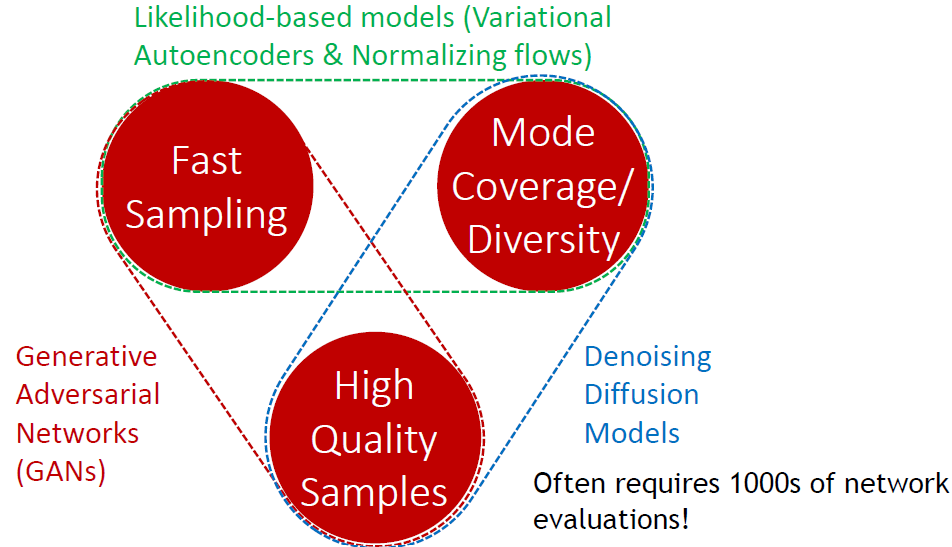 Likelihood-based models (Variational
Autoencoders & Normalizing flows)
Fast
Sampling
Mode
Coverage/
Diversity
Generative
Adversarial
Networks
(GANs)
High
Quality
Samples
Denoising
Diffusion
Models
Often requires 1000s of network
evaluations!